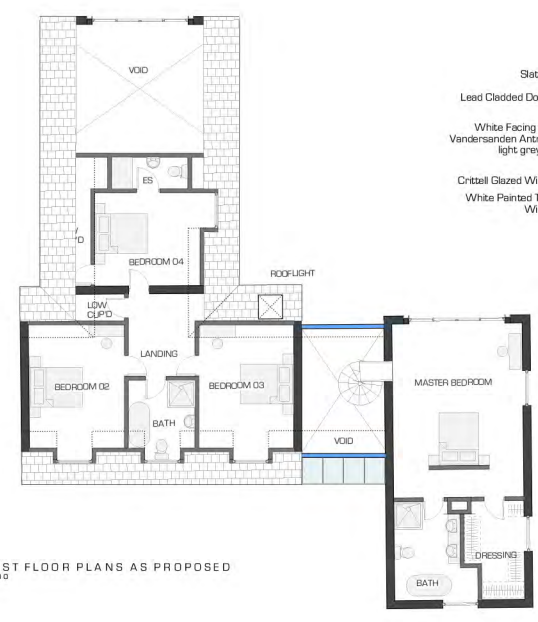 VOID
Slat
Lead Cladded Do
White Facing
Vandersanden Ant
light grey
Crittell Glazed Wi
White Painted T
Wi
ES
BEDROOM 04
ROOFLIGHT
LOW
CUP'D
LANDING
BEDROOM 02
BEDROOM 03
MASTER BEDROOM
BATH
VOID
DRESSING
BATH
ST FLOOR PLANS AS PROPOSED